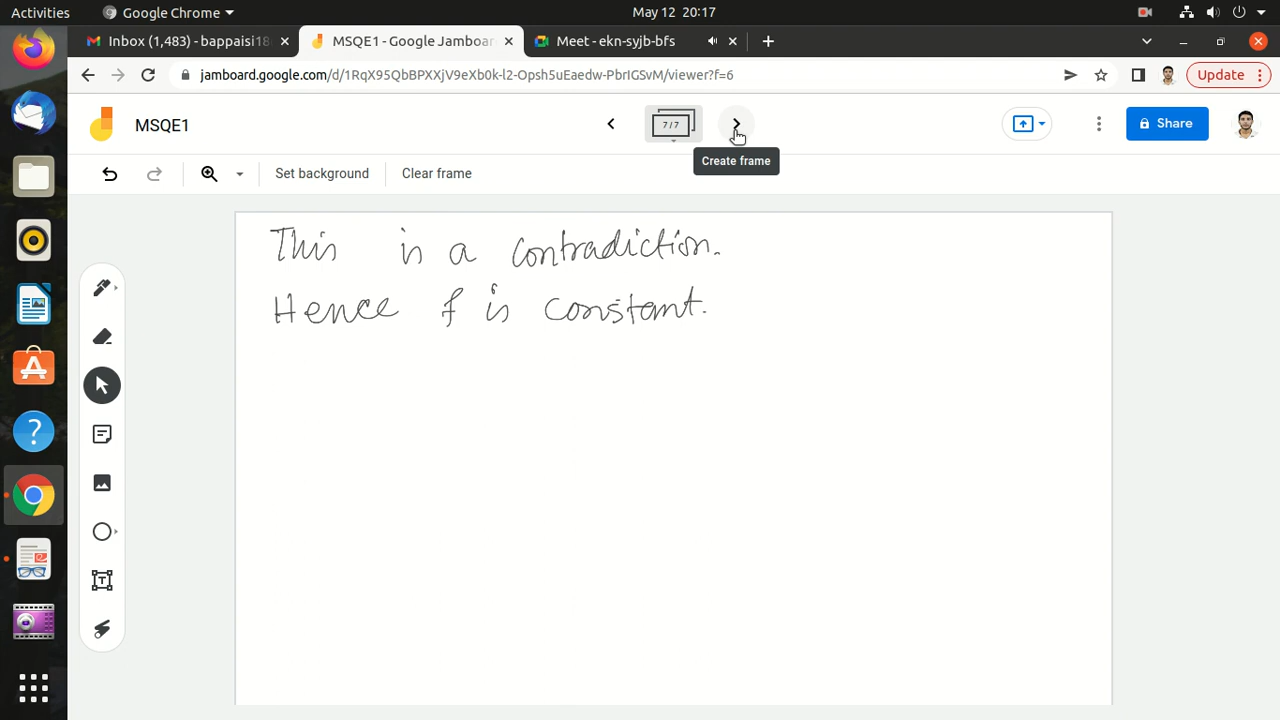 Activities
Google Chrome
May 12 20:17
Inbox (1,483) - bappaisi18
MSQE1 - Google Jamboar
Meet - ekn-syjb-bfs
jamboard.google.com/d/1RqX95QbBPXXjV9eXb0k-l2-Opsh5uEaedw-PbrIGSvM/viewer?f=6
Update
MSQE1
7 / 7
Share
Create frame
Set background
Clear frame
This is a contradiction.
Hence f is constant.